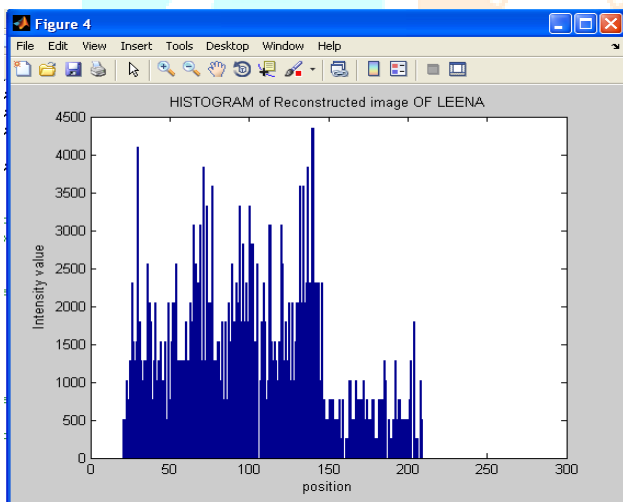 Figure 4
File Edit View Insert Tools Desktop Window Help
HISTOGRAM of Reconstructed image OF LEENA
4500
4000
3500
3000
2500
2000
1500
1000
500
0
Intensity value
0 50 100 150 200 250 300
position